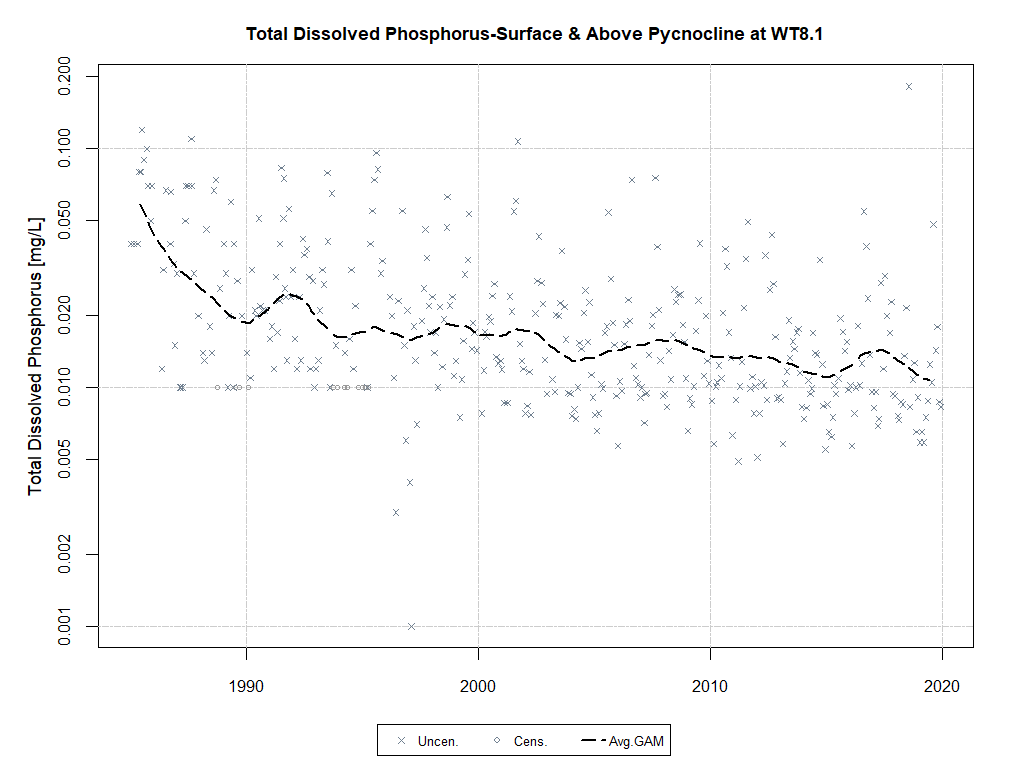 Total Dissolved Phosphorus-Surface & Above Pycnocline at WT8.1
Total Dissolved Phosphorus [mg/L]
0.200
0.100
0.050
0.020
0.010
0.005
0.002
0.001
1990 2000 2010 2020
Uncen. Cens. Avg.GAM